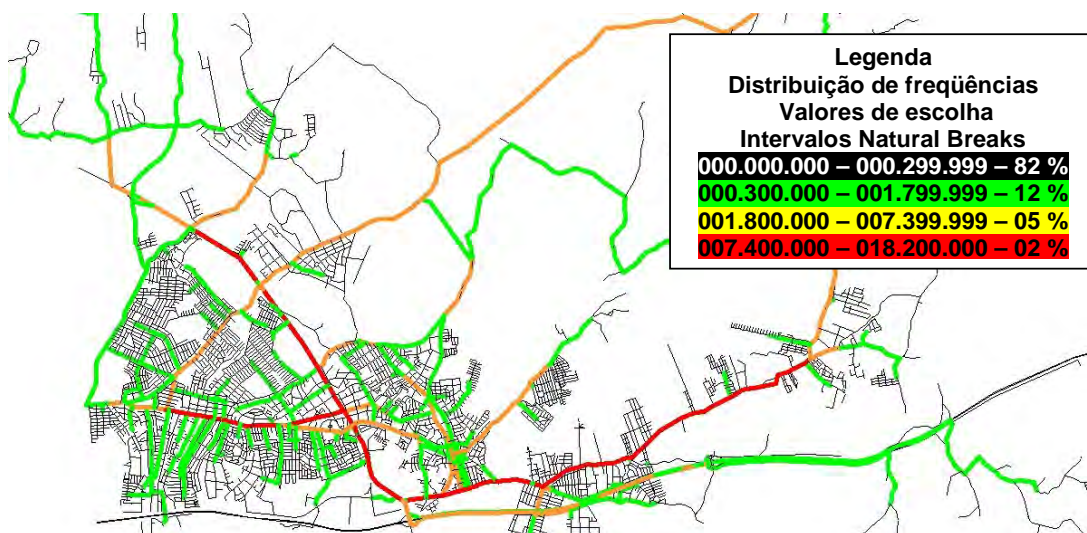 Legenda
Distribuição de freqüências
Valores de escolha
Intervalos Natural Breaks
000.000.000 – 000.299.999 – 82 %
000.300.000 – 001.799.999 – 12 %
001.800.000 – 007.399.999 – 05 %
007.400.000 – 018.200.000 – 02 %